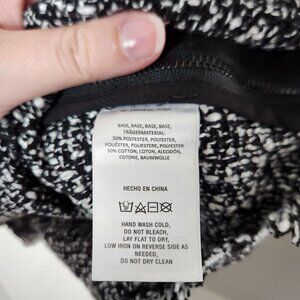 BASE, BASE, BASE, BASE,
TRÄGERMATERIAL:
50% POLYESTER, POLYESTER,
POLIÉSTER, POLIESTERE, POLYESTER
50% COTTON, COTON, ALGODÓN,
COTONE, BAUMWOLLE
HECHO EN CHINA
HAND WASH COLD,
DO NOT BLEACH,
LAY FLAT TO DRY,
LOW IRON ON REVERSE SIDE AS
NEEDED,
DO NOT DRY CLEAN